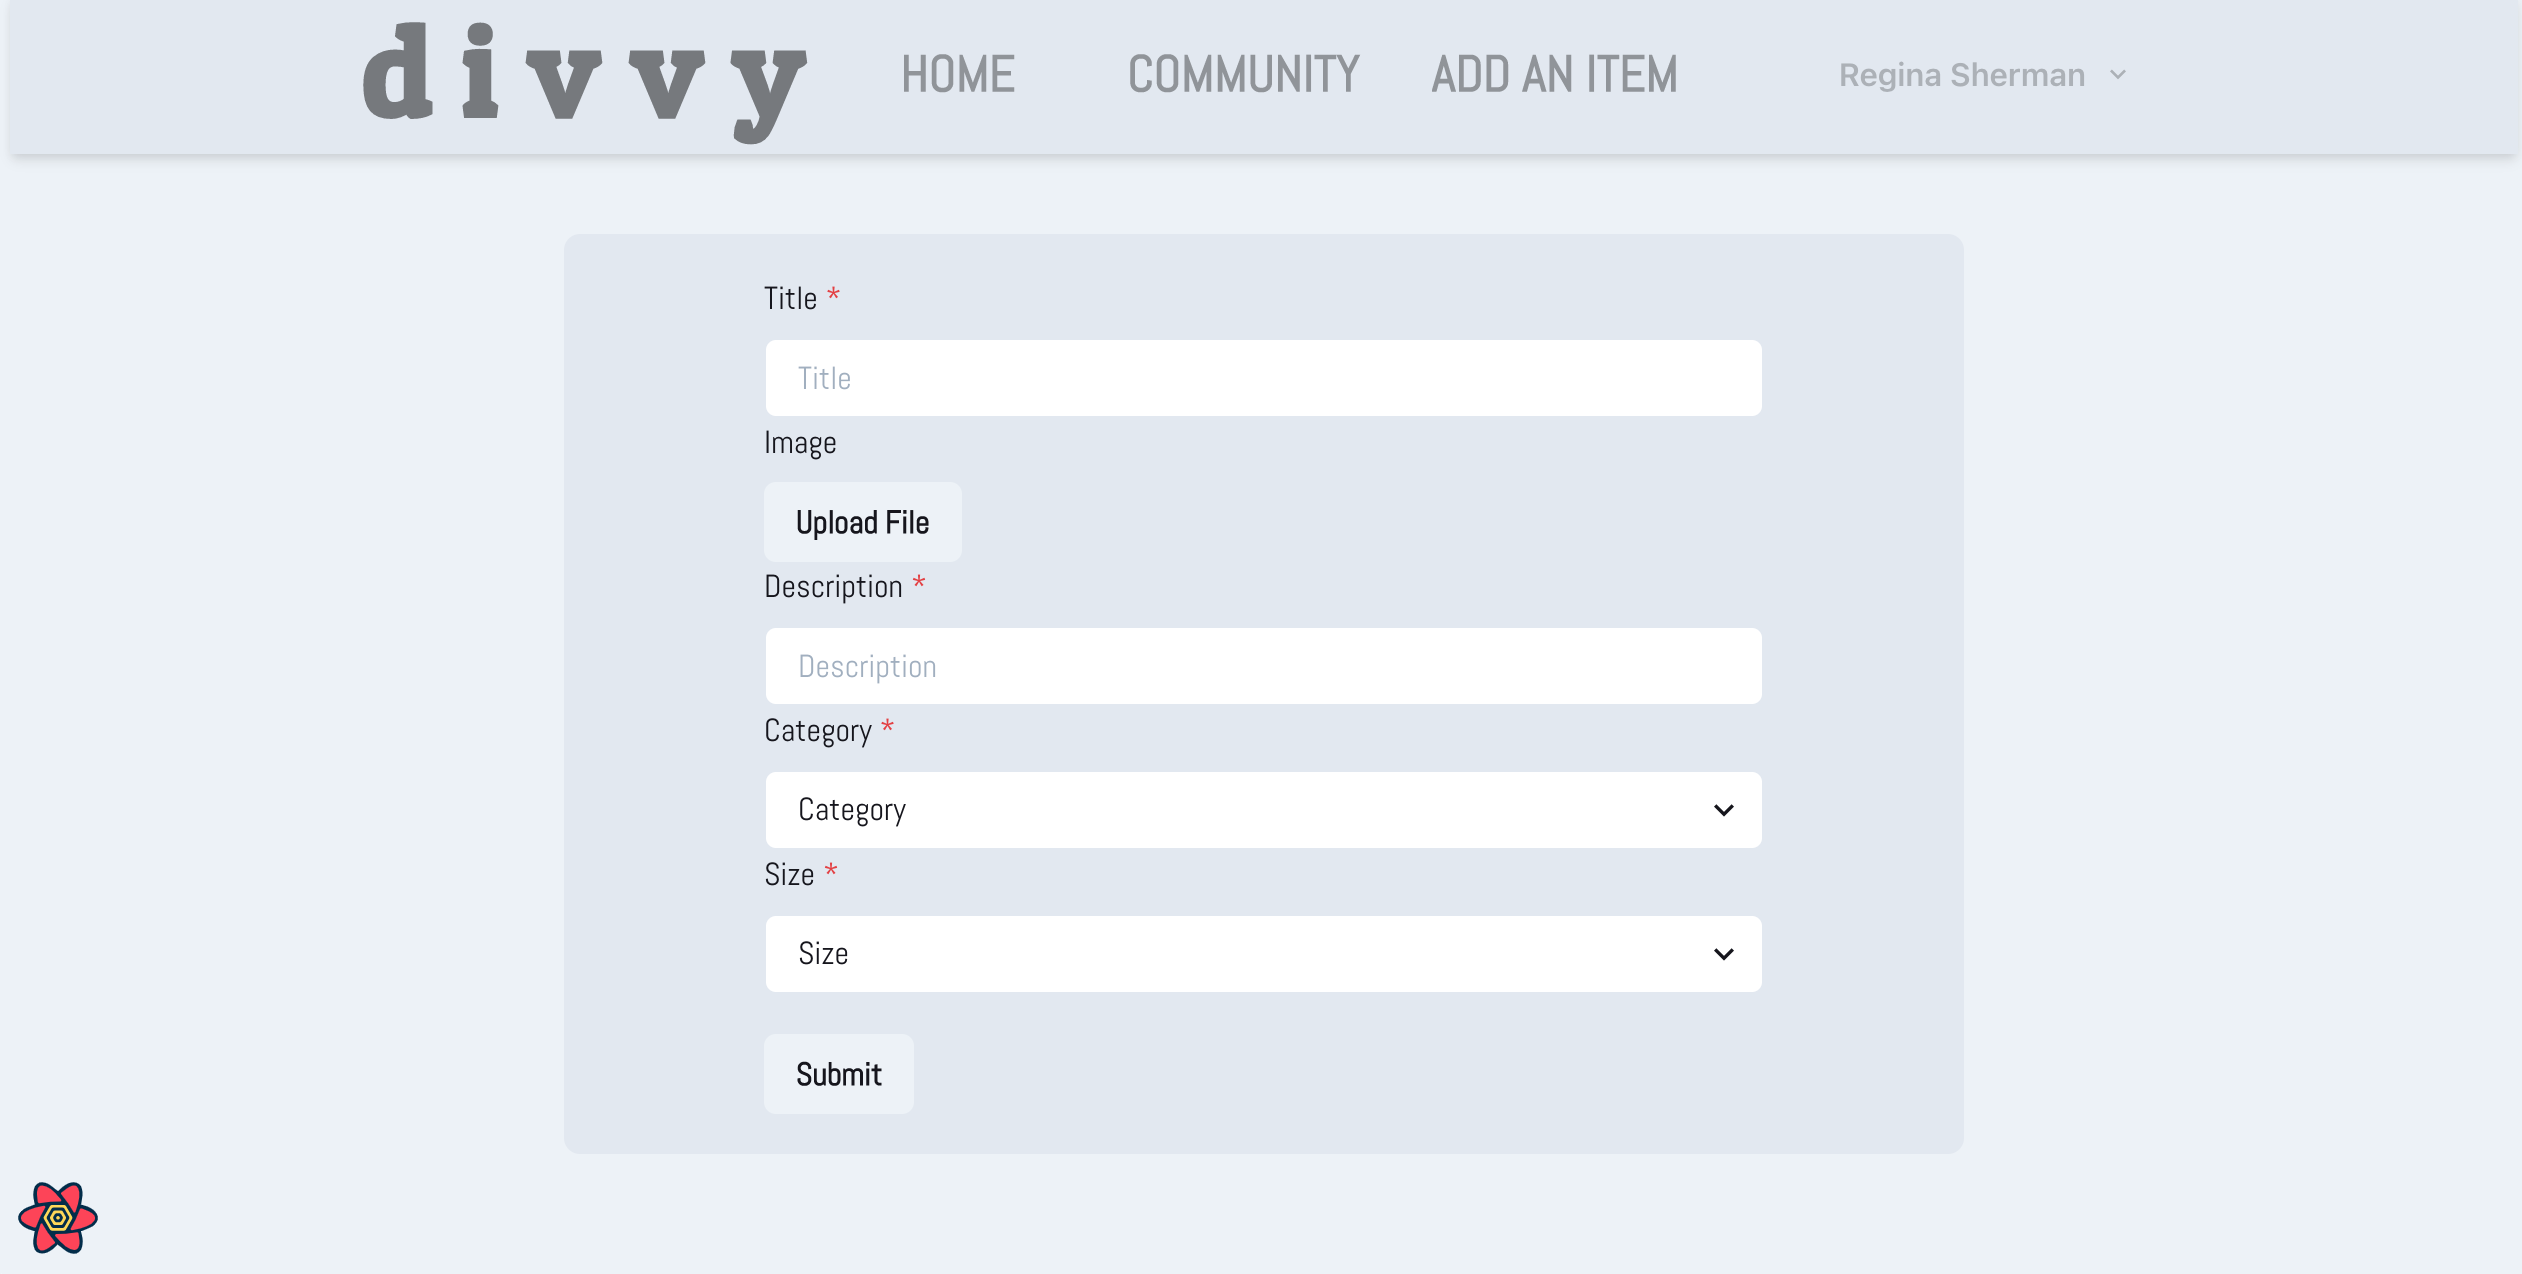 divvy HOME COMMUNITY ADD AN ITEM Regina Sherman
Title *
Title
Image
Upload File
Description *
Description
Category *
Category
Size *
Size
Submit